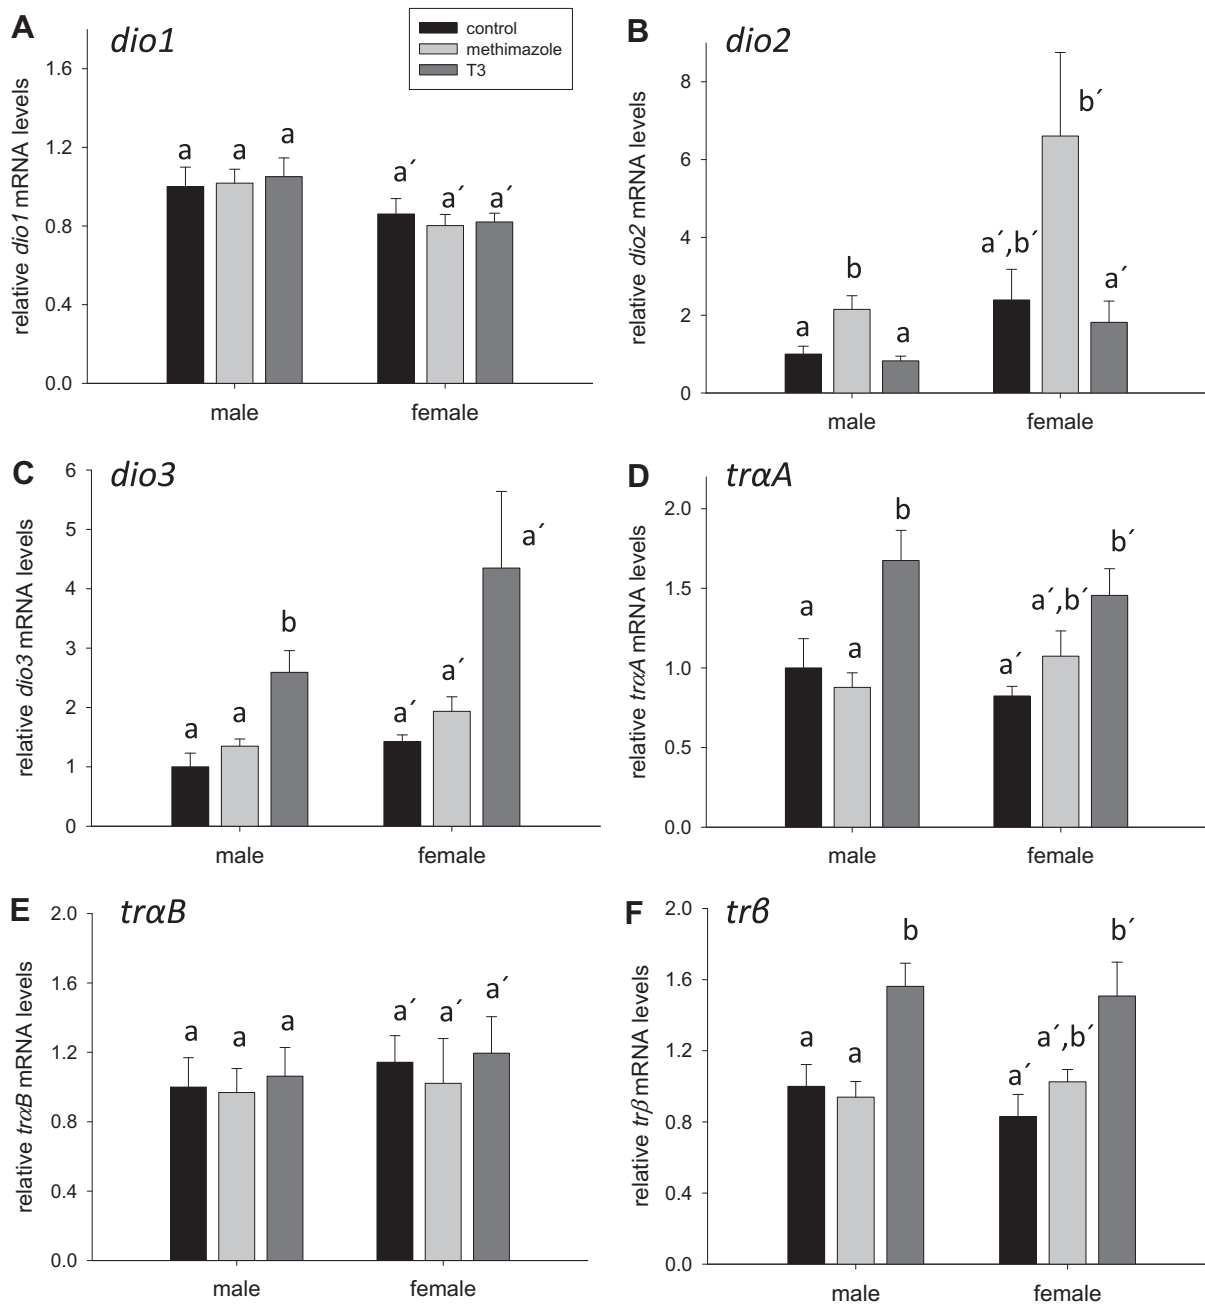 A
dio1
control
methimazole
T3
relative dio1 mRNA levels
1.6
1.2
0.8
0.4
0.0
a
a
a
a´
a´
a´
male
female
B
dio2
relative dio2 mRNA levels
8
6
4
2
0
a
b
a
a´,b´
b´
a´
male
female
C
dio3
relative dio3 mRNA levels
6
5
4
3
2
1
0
a
a
b
a´
a´
a´
male
female
D
trαA
relative trαA mRNA levels
2.0
1.5
1.0
0.5
0.0
a
a
b
a´
a´,b´
b´
male
female
E
trαB
relative trαB mRNA levels
2.0
1.6
1.2
0.8
0.4
0.0
a
a
a
a´
a´
a´
male
female
F
trβ
relative trβ mRNA levels
2.0
1.6
1.2
0.8
0.4
0.0
a
a
b
a´
a´,b´
b´
male
female